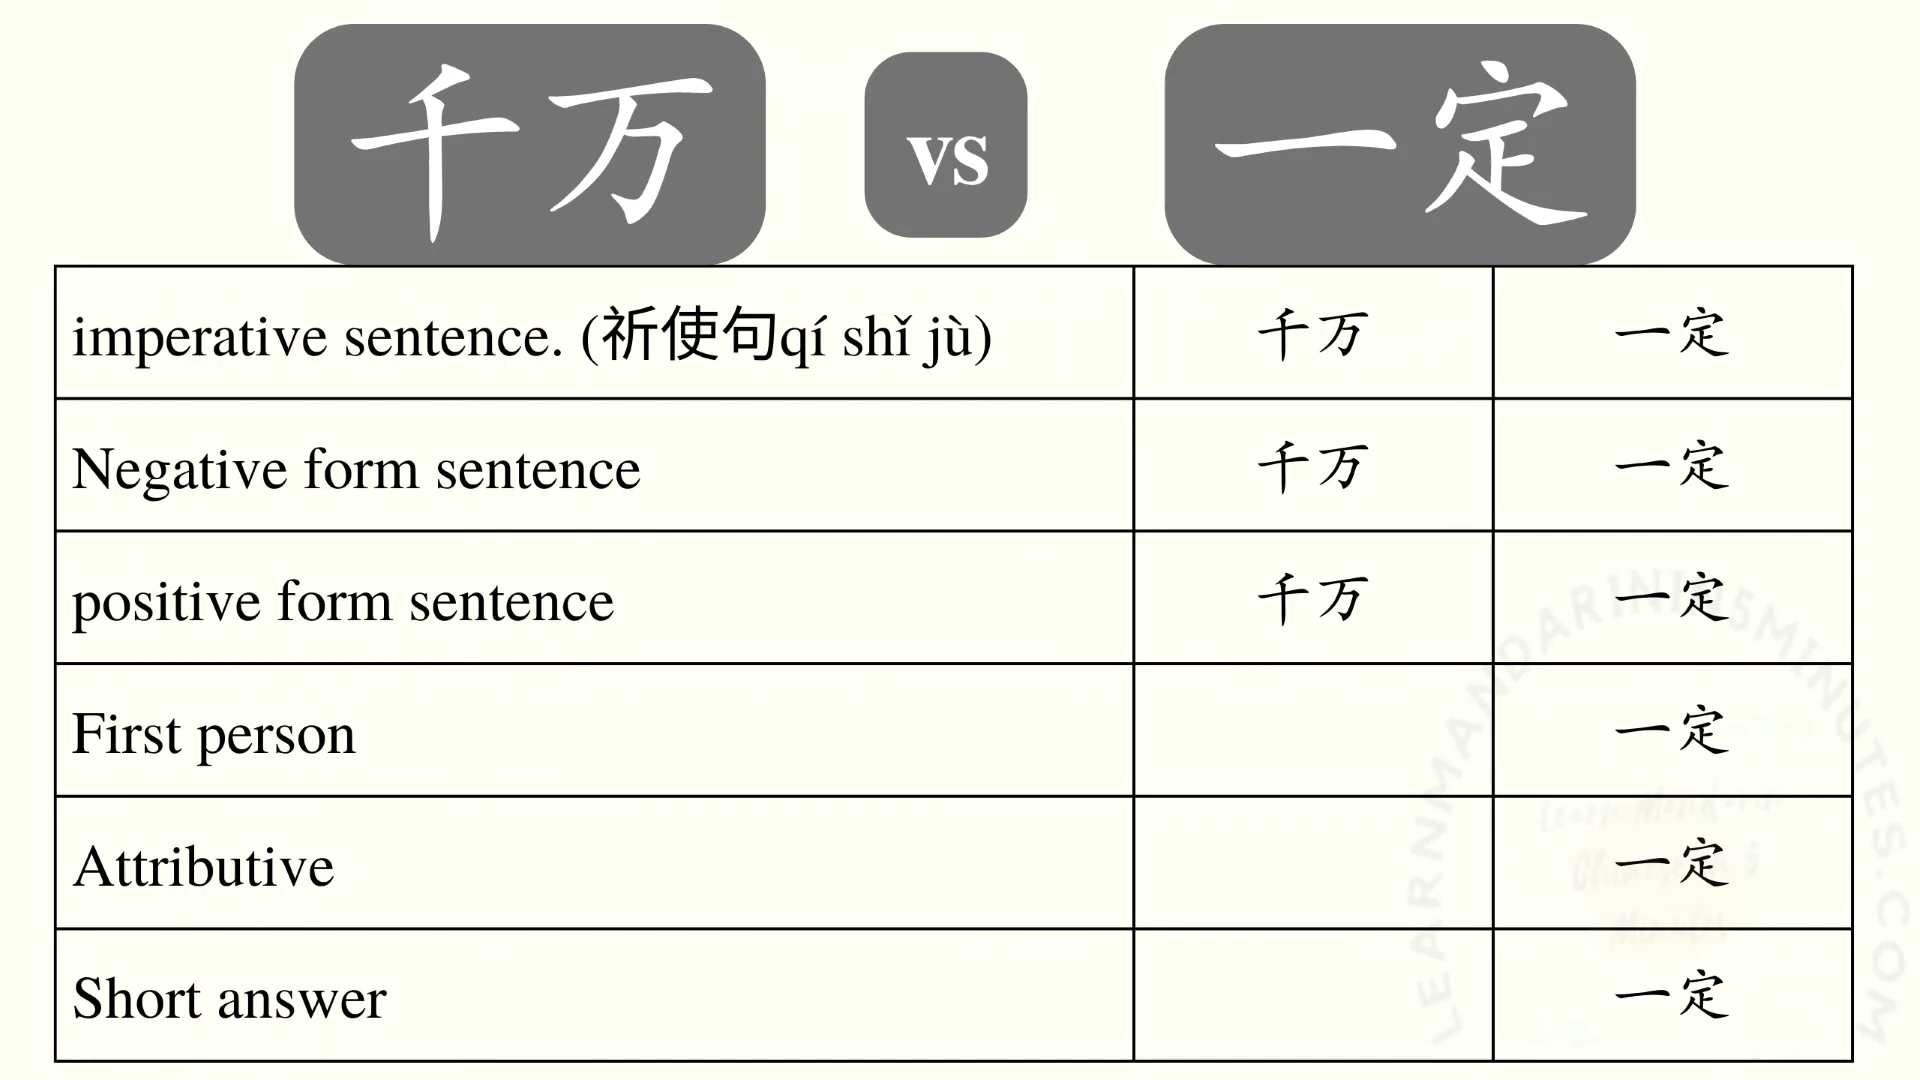 千万 vs 一定
imperative sentence. (祈使句qí shǐ jù) 千万 一定
Negative form sentence 千万 一定
positive form sentence 千万 一定
First person 一定
Attributive 一定
Short answer 一定
LEARNMANDARININ5MINUTES.COM